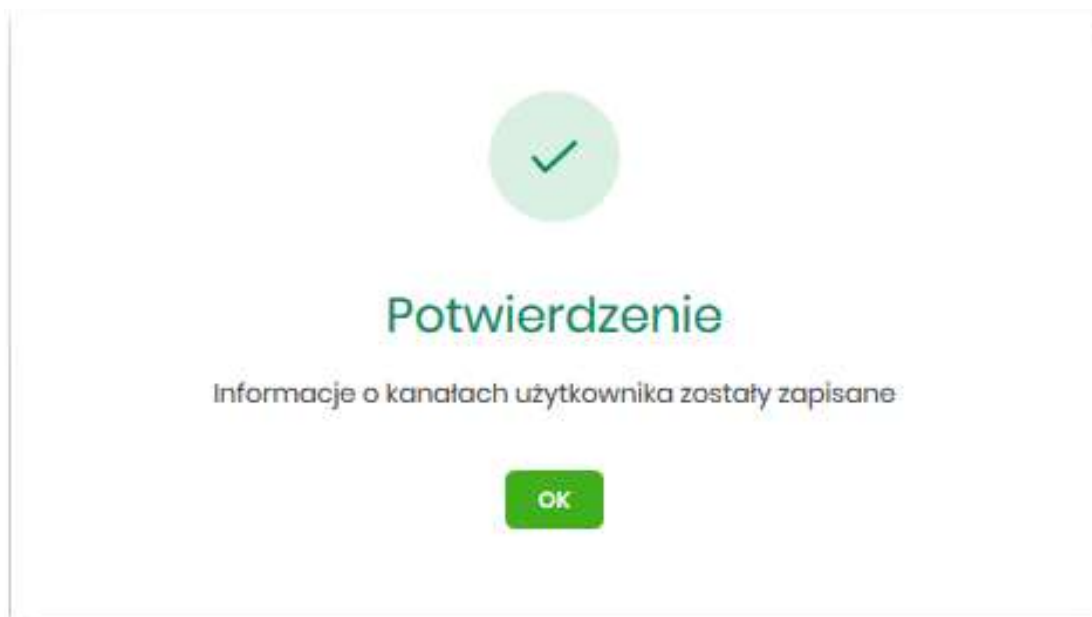 Potwierdzenie
Informacje o kanałach użytkownika zostały zapisane
OK